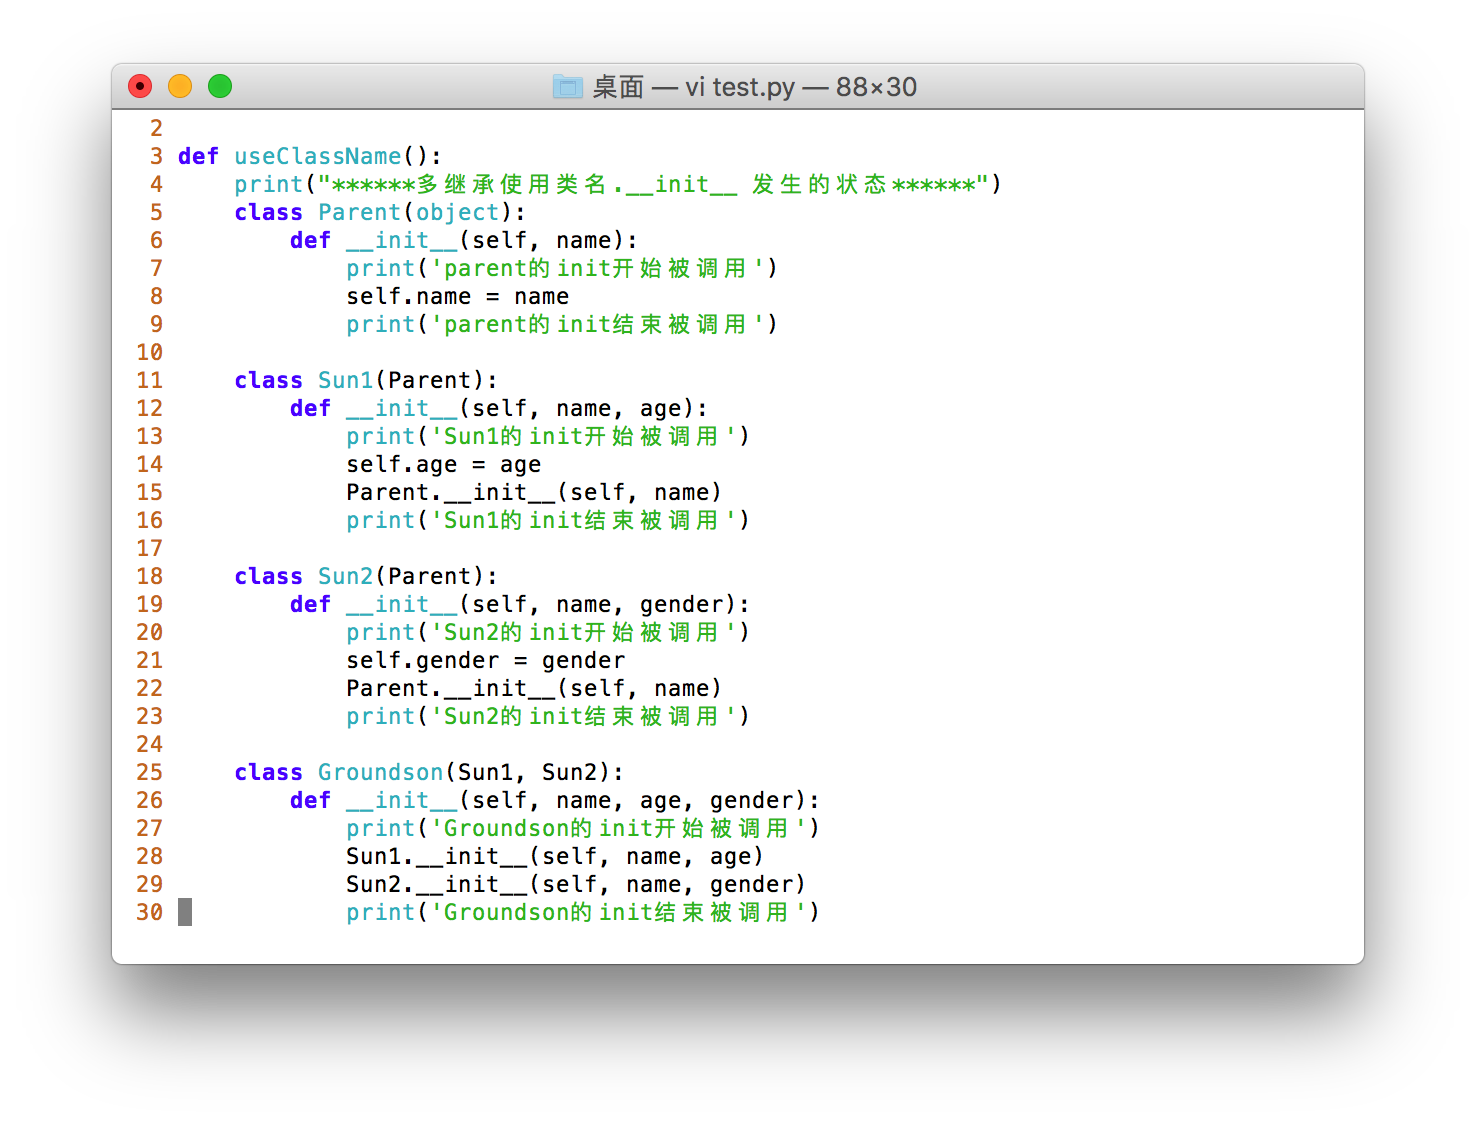 桌面 — vi test.py — 88×30
2
3 def useClassName():
4     print("******多继承使用类名.__init__ 发生的状态******")
5     class Parent(object):
6         def __init__(self, name):
7             print('parent的init开始被调用')
8             self.name = name
9             print('parent的init结束被调用')
10
11     class Sun1(Parent):
12         def __init__(self, name, age):
13             print('Sun1的init开始被调用')
14             self.age = age
15             Parent.__init__(self, name)
16             print('Sun1的init结束被调用')
17
18     class Sun2(Parent):
19         def __init__(self, name, gender):
20             print('Sun2的init开始被调用')
21             self.gender = gender
22             Parent.__init__(self, name)
23             print('Sun2的init结束被调用')
24
25     class Groundson(Sun1, Sun2):
26         def __init__(self, name, age, gender):
27             print('Groundson的init开始被调用')
28             Sun1.__init__(self, name, age)
29             Sun2.__init__(self, name, gender)
30             print('Groundson的init结束被调用')